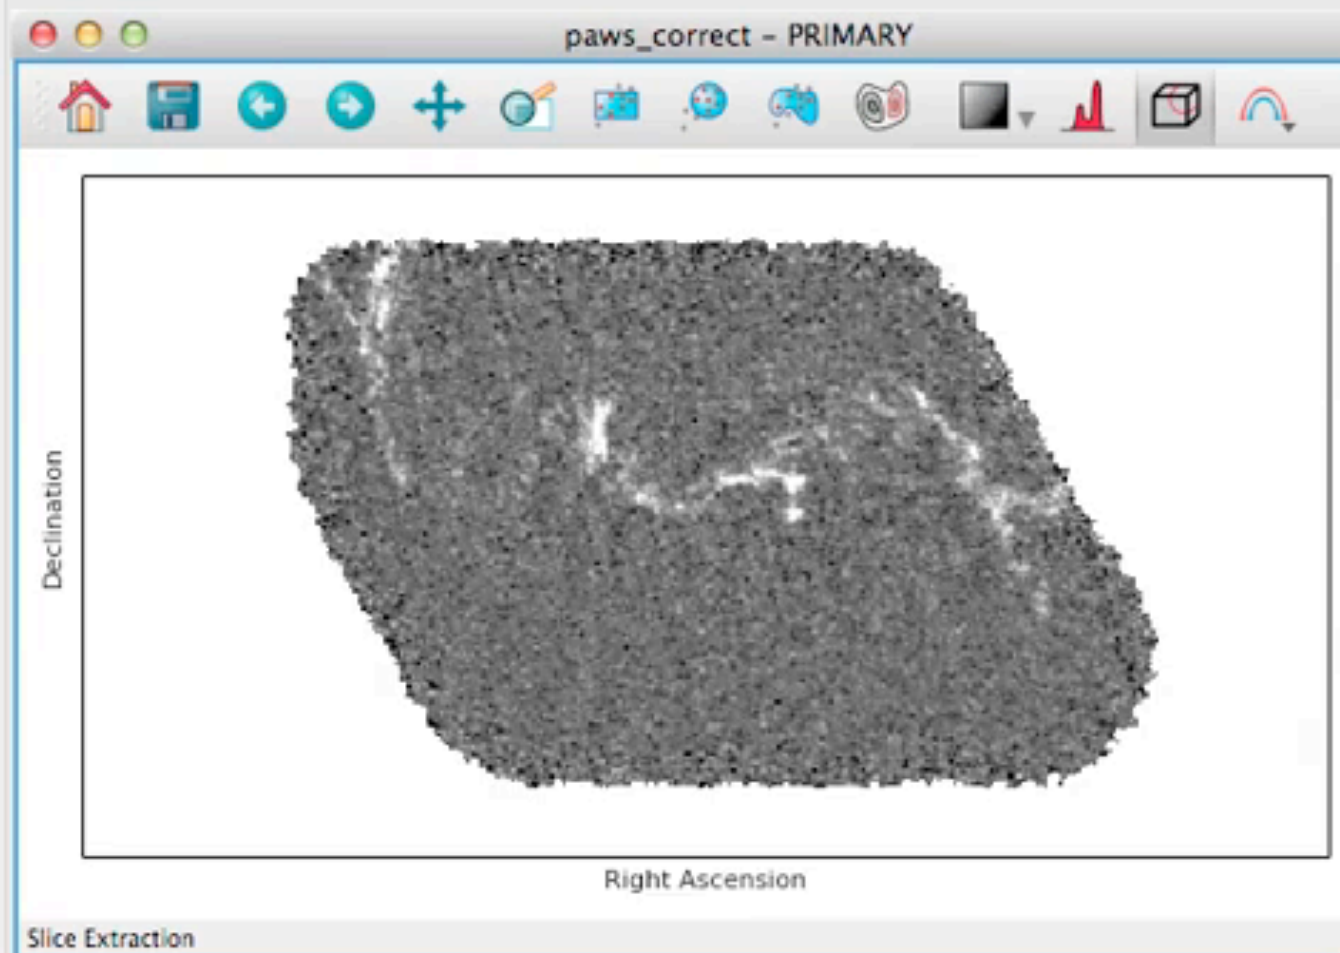 paws_correct – PRIMARY
Declination
Right Ascension
Slice Extraction